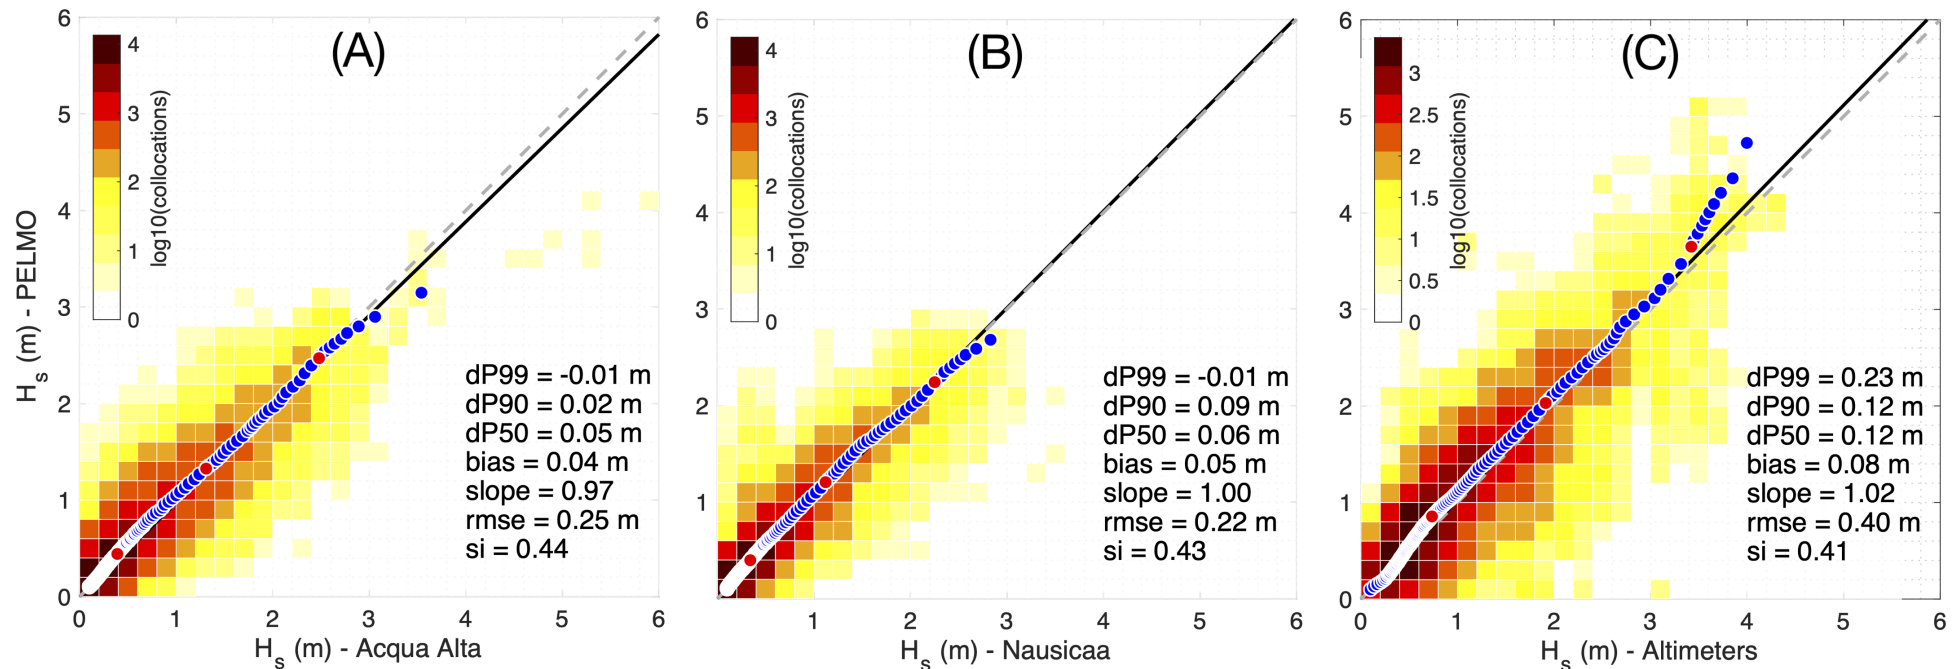 (A)
6
5
4
3
2
1
0
H_s (m) - PELMO
4
3
2
1
0
log10(collocations)
dP99 = -0.01 m
dP90 = 0.02 m
dP50 = 0.05 m
bias = 0.04 m
slope = 0.97
rmse = 0.25 m
si = 0.44
0 1 2 3 4 5 6
H_s (m) - Acqua Alta
(B)
6
5
4
3
2
1
4
3
2
1
0
log10(collocations)
dP99 = -0.01 m
dP90 = 0.09 m
dP50 = 0.06 m
bias = 0.05 m
slope = 1.00
rmse = 0.22 m
si = 0.43
1 2 3 4 5 6
H_s (m) - Nausicaa
(C)
6
5
4
3
2
1
0
3
2.5
2
1.5
1
0.5
0
log10(collocations)
dP99 = 0.23 m
dP90 = 0.12 m
dP50 = 0.12 m
bias = 0.08 m
slope = 1.02
rmse = 0.40 m
si = 0.41
0 1 2 3 4 5 6
H_s (m) - Altimeters